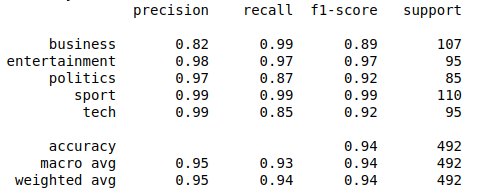 precision recall f1-score support
business 0.82 0.99 0.89 107
entertainment 0.98 0.97 0.97 95
politics 0.97 0.87 0.92 85
sport 0.99 0.99 0.99 110
tech 0.99 0.85 0.92 95
accuracy 0.94 492
macro avg 0.95 0.93 0.94 492
weighted avg 0.95 0.94 0.94 492